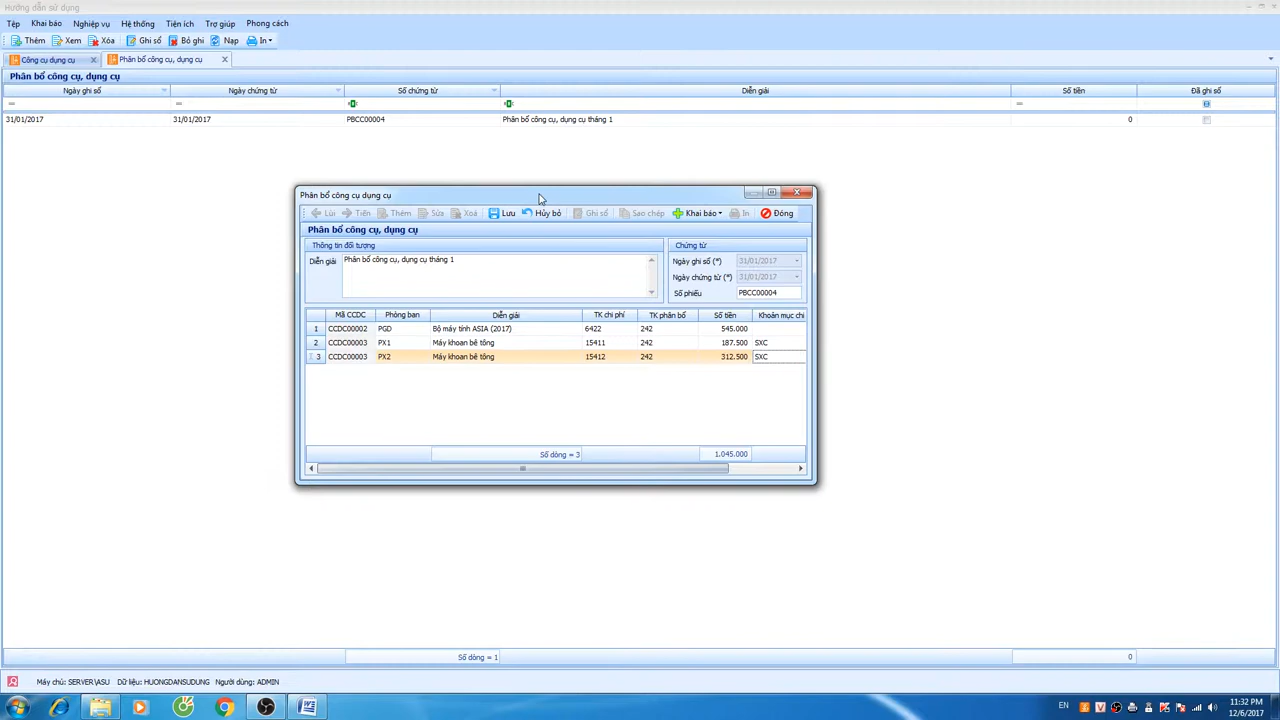 Hướng dẫn sử dụng
Tệp Khai báo Nghiệp vụ Hệ thống Tiện ích Trợ giúp Phong cách
Thêm Xem Xóa Ghi sổ Bỏ ghi Nạp In
Công cụ dụng cụ Phân bổ công cụ, dụng cụ
Phân bổ công cụ, dụng cụ
Ngày ghi sổ Ngày chứng từ Số chứng từ Diễn giải Số tiền Đã ghi sổ
= = =
31/01/2017 31/01/2017 PBCC00004 Phân bổ công cụ, dụng cụ tháng 1 0
Phân bổ công cụ dụng cụ
Lùi Tiến Thêm Sửa Xoá Lưu Hủy bỏ Ghi sổ Sao chép Khai báo In Đóng
Phân bổ công cụ, dụng cụ
Thông tin đối tượng Chứng từ
Diễn giải Phân bổ công cụ, dụng cụ tháng 1 Ngày ghi sổ (*) 31/01/2017
Ngày chứng từ (*) 31/01/2017
Số phiếu PBCC00004
Mã CCDC Phòng ban Diễn giải TK chi phí TK phân bổ Số tiền Khoản mục chi
1 CCDC00002 PGD Bộ máy tính ASIA (2017) 6422 242 545.000
2 CCDC00003 PX1 Máy khoan bê tông 15411 242 187.500 SXC
3 CCDC00003 PX2 Máy khoan bê tông 15412 242 312.500 SXC
Số dòng = 3 1.045.000
Số dòng = 1 0
Máy chủ: SERVER\ASU Dữ liệu: HUONGDANSUDUNG Người dùng: ADMIN
EN 11:32 PM
12/6/2017